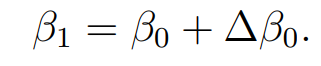 β₁ = β₀ + Δβ₀.